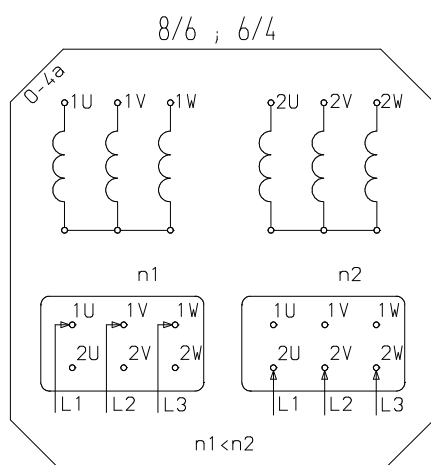 8/6 ; 6/4
0-4a
1U 1V 1W 2U 2V 2W
n1 n2
1U 1V 1W 1U 1V 1W
2U 2V 2W 2U 2V 2W
L1 L2 L3 L1 L2 L3
n1<n2